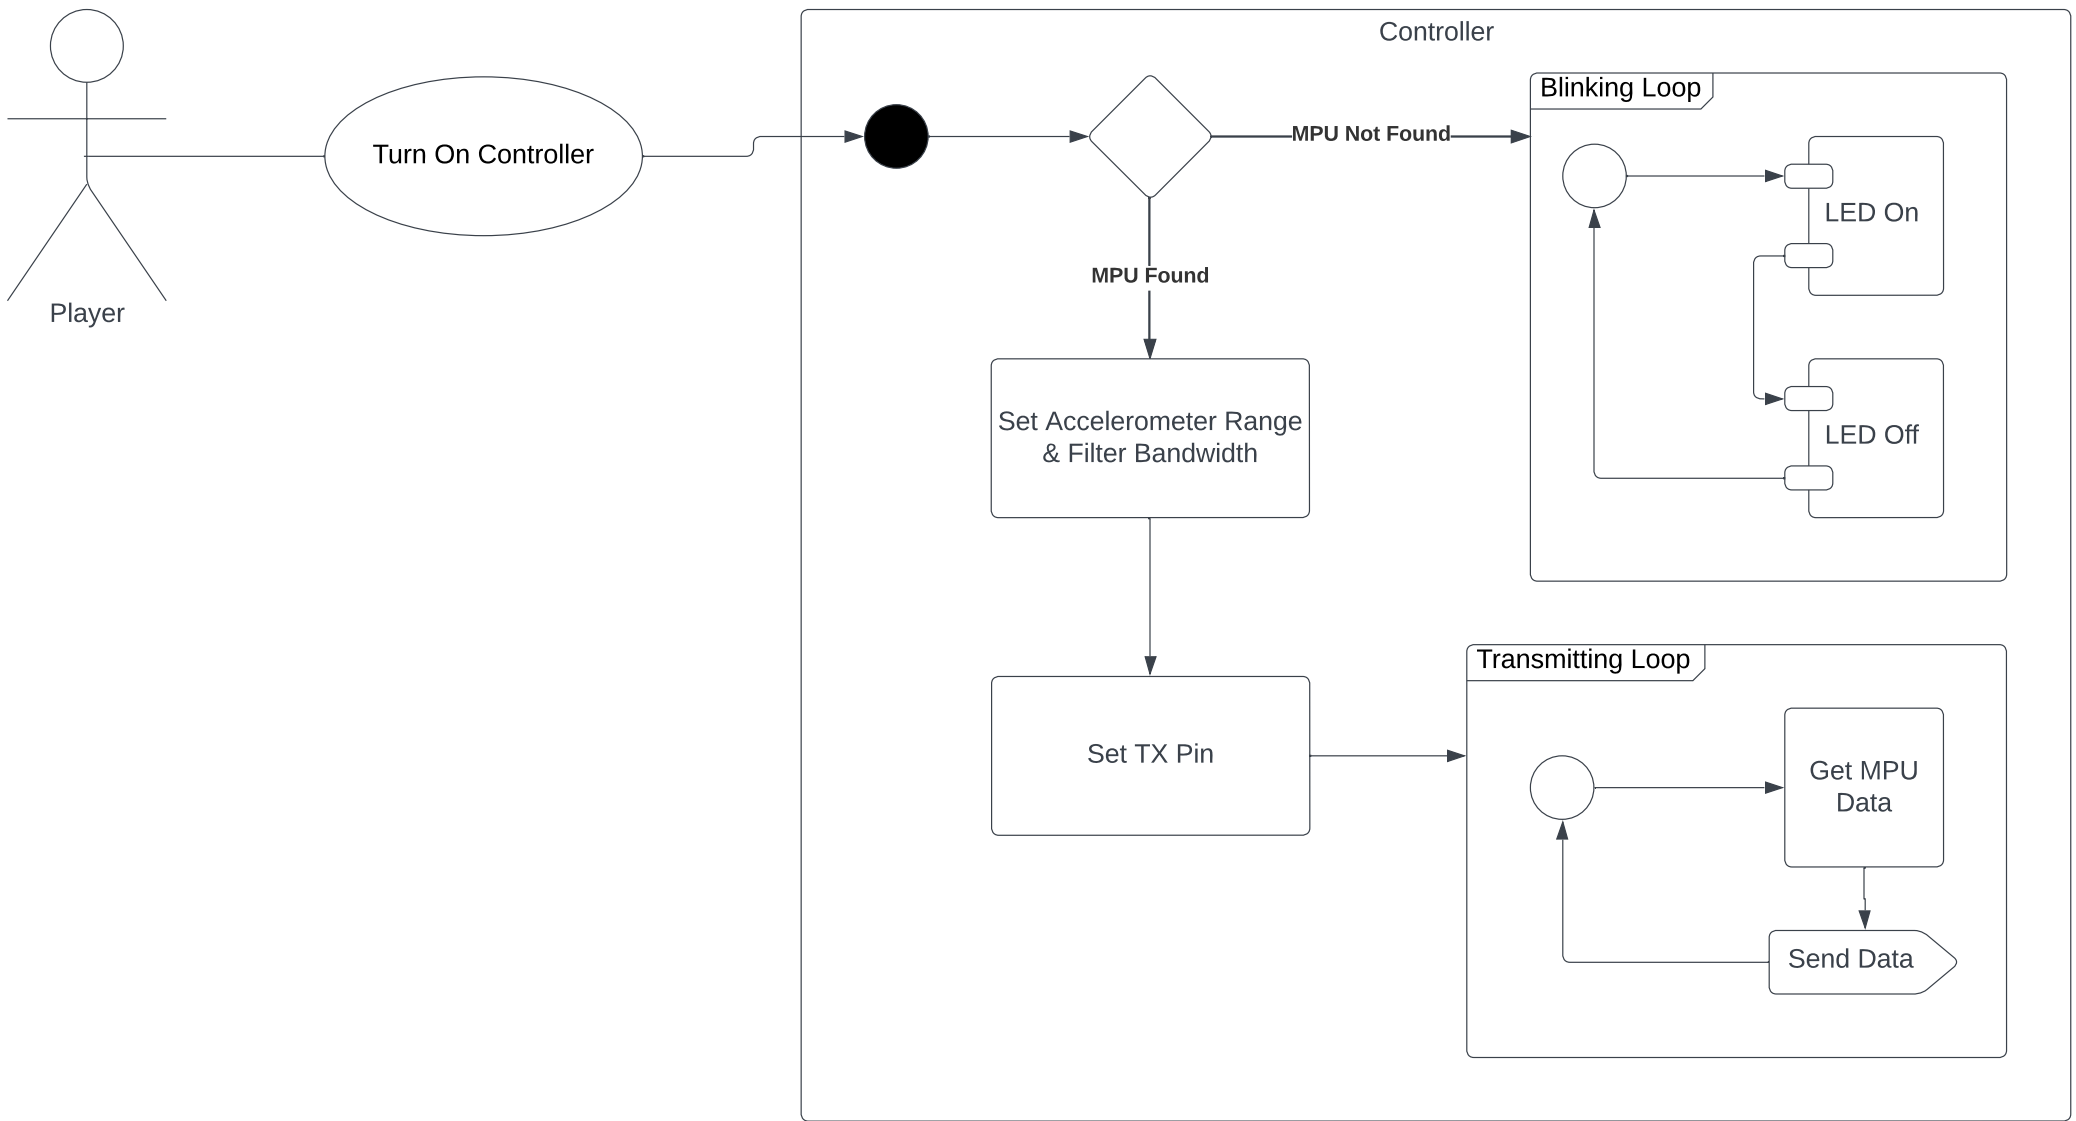 Controller
Blinking Loop
Turn On Controller
MPU Not Found
LED On
MPU Found
Player
Set Accelerometer Range
& Filter Bandwidth
LED Off
Transmitting Loop
Set TX Pin
Get MPU
Data
Send Data